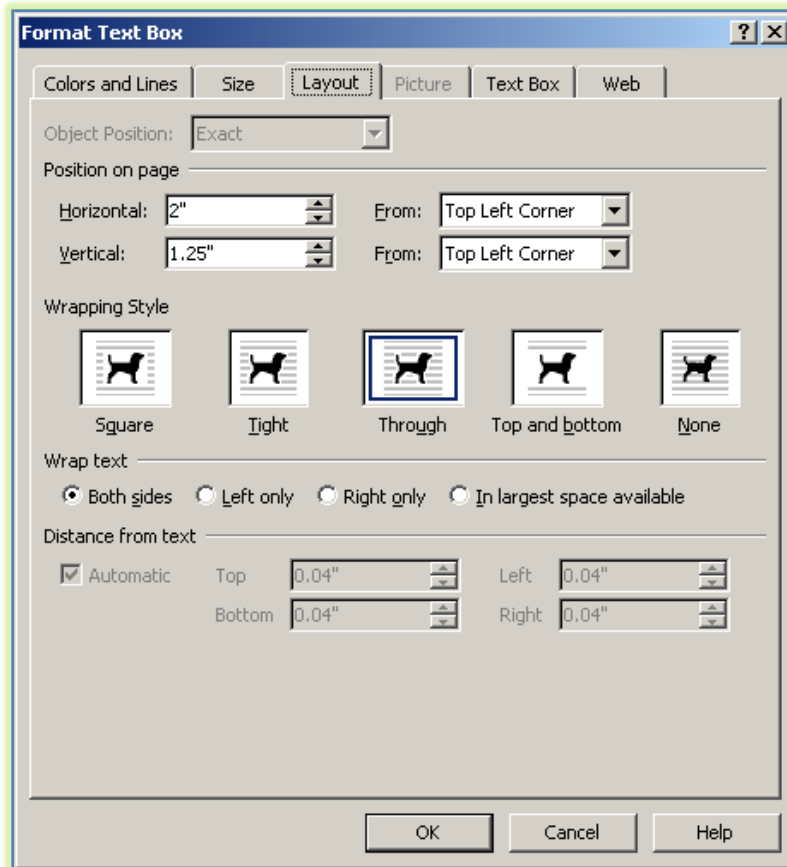 Format Text Box
Colors and Lines Size Layout Picture Text Box Web
Object Position: Exact
Position on page
Horizontal: 2" From: Top Left Corner
Vertical: 1.25" From: Top Left Corner
Wrapping Style
Square Tight Through Top and bottom None
Wrap text
Both sides Left only Right only In largest space available
Distance from text
Automatic Top 0.04" Left 0.04"
Bottom 0.04" Right 0.04"
OK Cancel Help